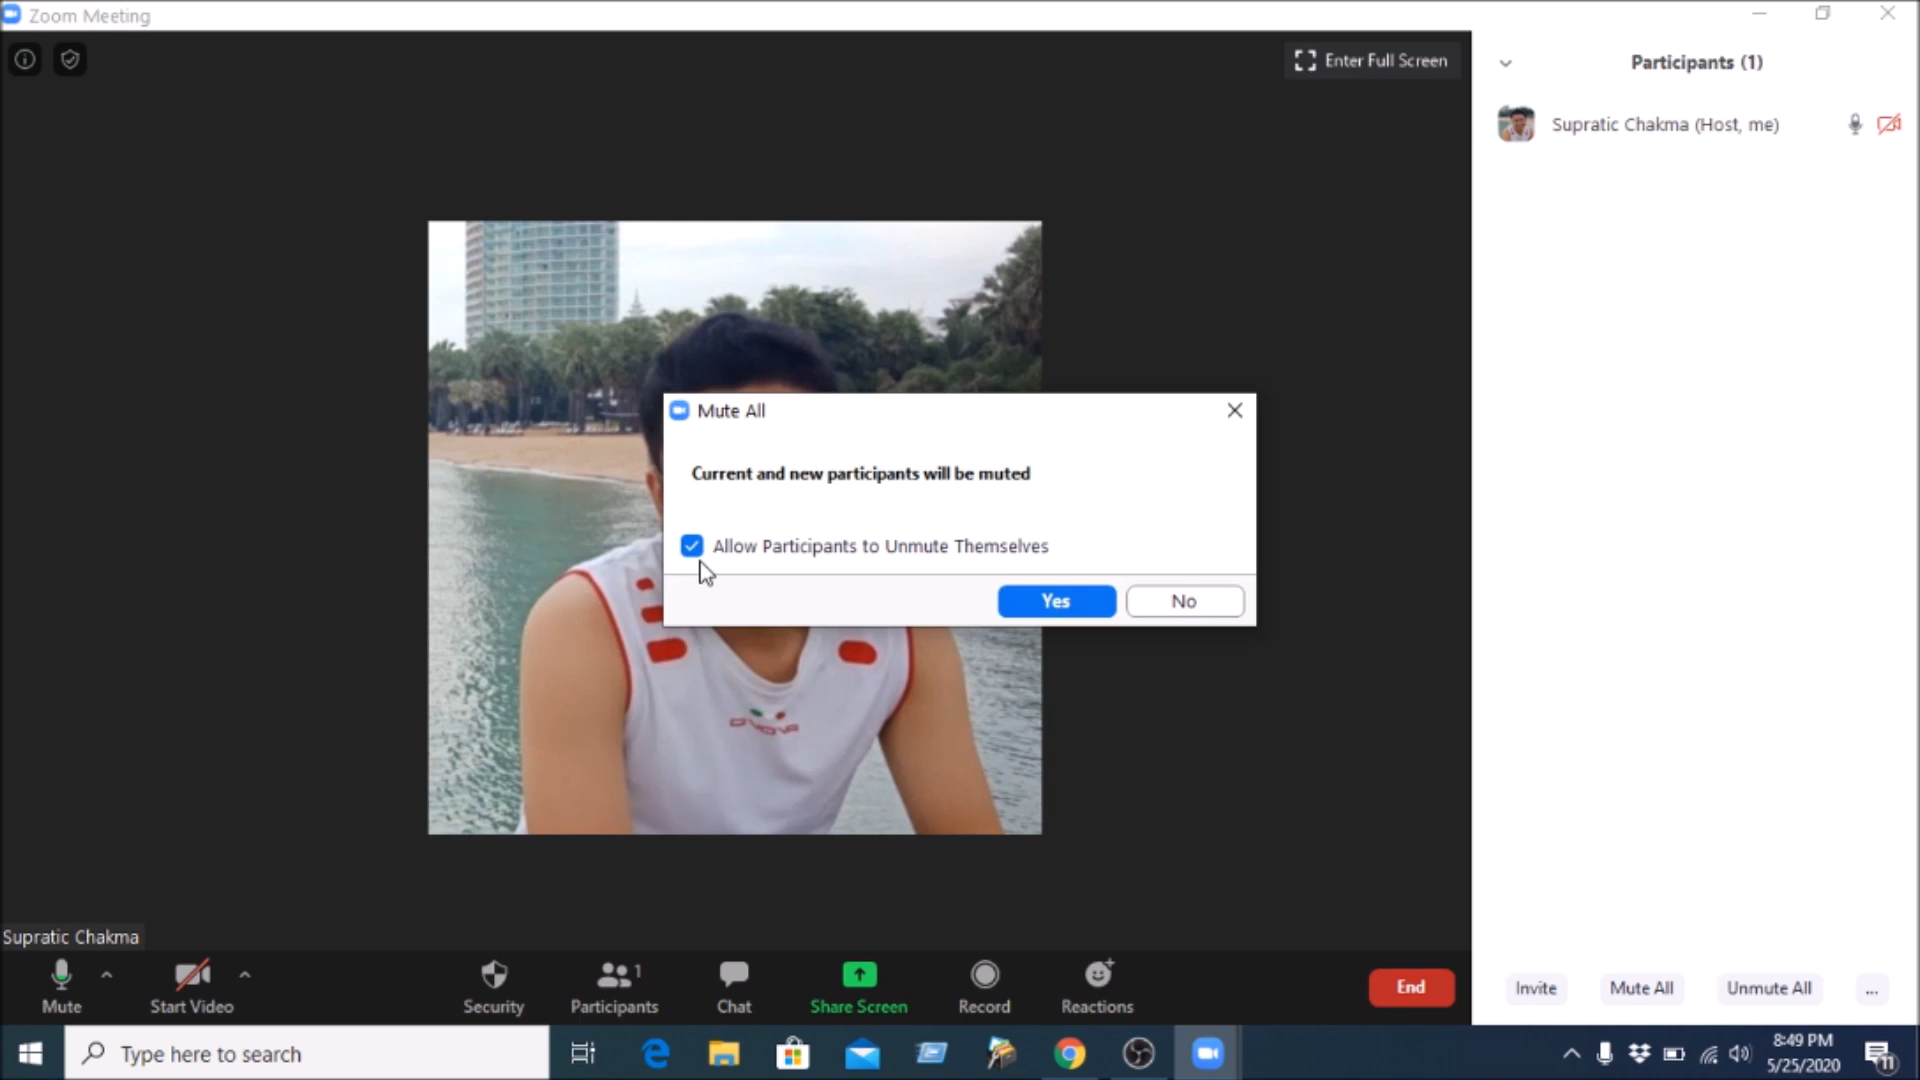 Zoom Meeting
Enter Full Screen
Participants (1)
Supratic Chakma (Host, me)
Mute All
Current and new participants will be muted
Allow Participants to Unmute Themselves
Yes
No
Supratic Chakma
Mute
Start Video
Security
1
Participants
Chat
Share Screen
Record
Reactions
End
Invite
Mute All
Unmute All
...
Type here to search
8:49 PM
5/25/2020
11